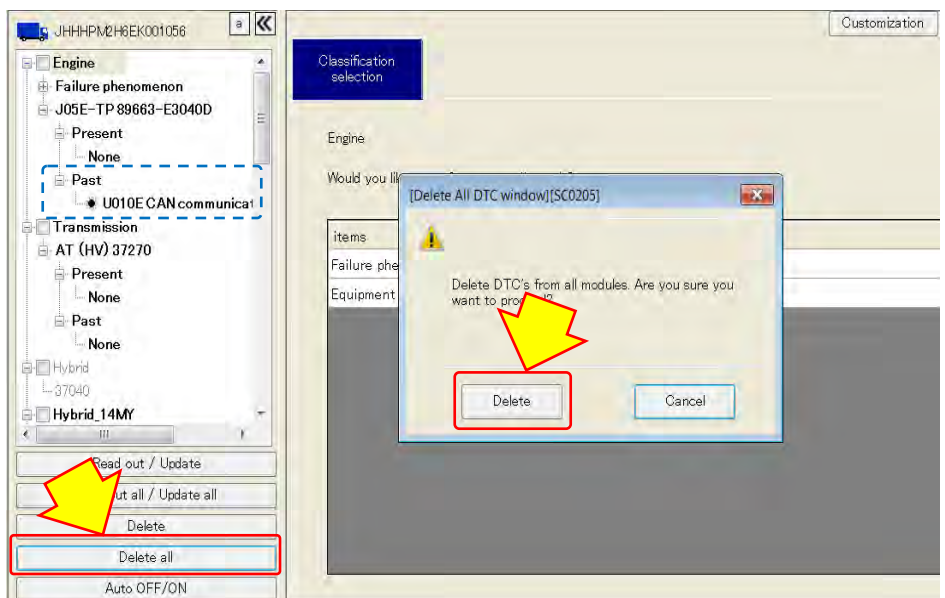 JHHHPM2H6EK001056
a
Engine
Failure phenomenon
J05E-TP 89663-E3040D
Present
None
Past
U010E CAN communicat
Transmission
AT (HV) 37270
Present
None
Past
None
Hybrid
37040
Hybrid_14MY
Read out / Update
ut all / Update all
Delete
Delete all
Auto OFF/ON
Customization
Classification
selection
Engine
Would you li
items
Failure phe
Equipment
[Delete All DTC window][SC0205]
Delete DTC's from all modules. Are you sure you
want to
Delete
Cancel